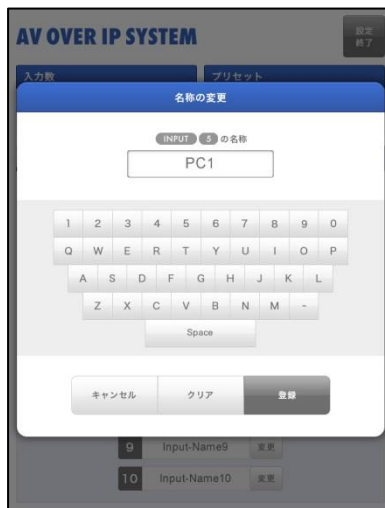 AV OVER IP SYSTEM
設定
終了
入力数
プリセット
名称の変更
INPUT 5 の名称
PC1
1 2 3 4 5 6 7 8 9 0
Q W E R T Y U I O P
A S D F G H J K L
Z X C V B N M -
Space
キャンセル クリア 登録
9 Input-Name9 変更
10 Input-Name10 変更